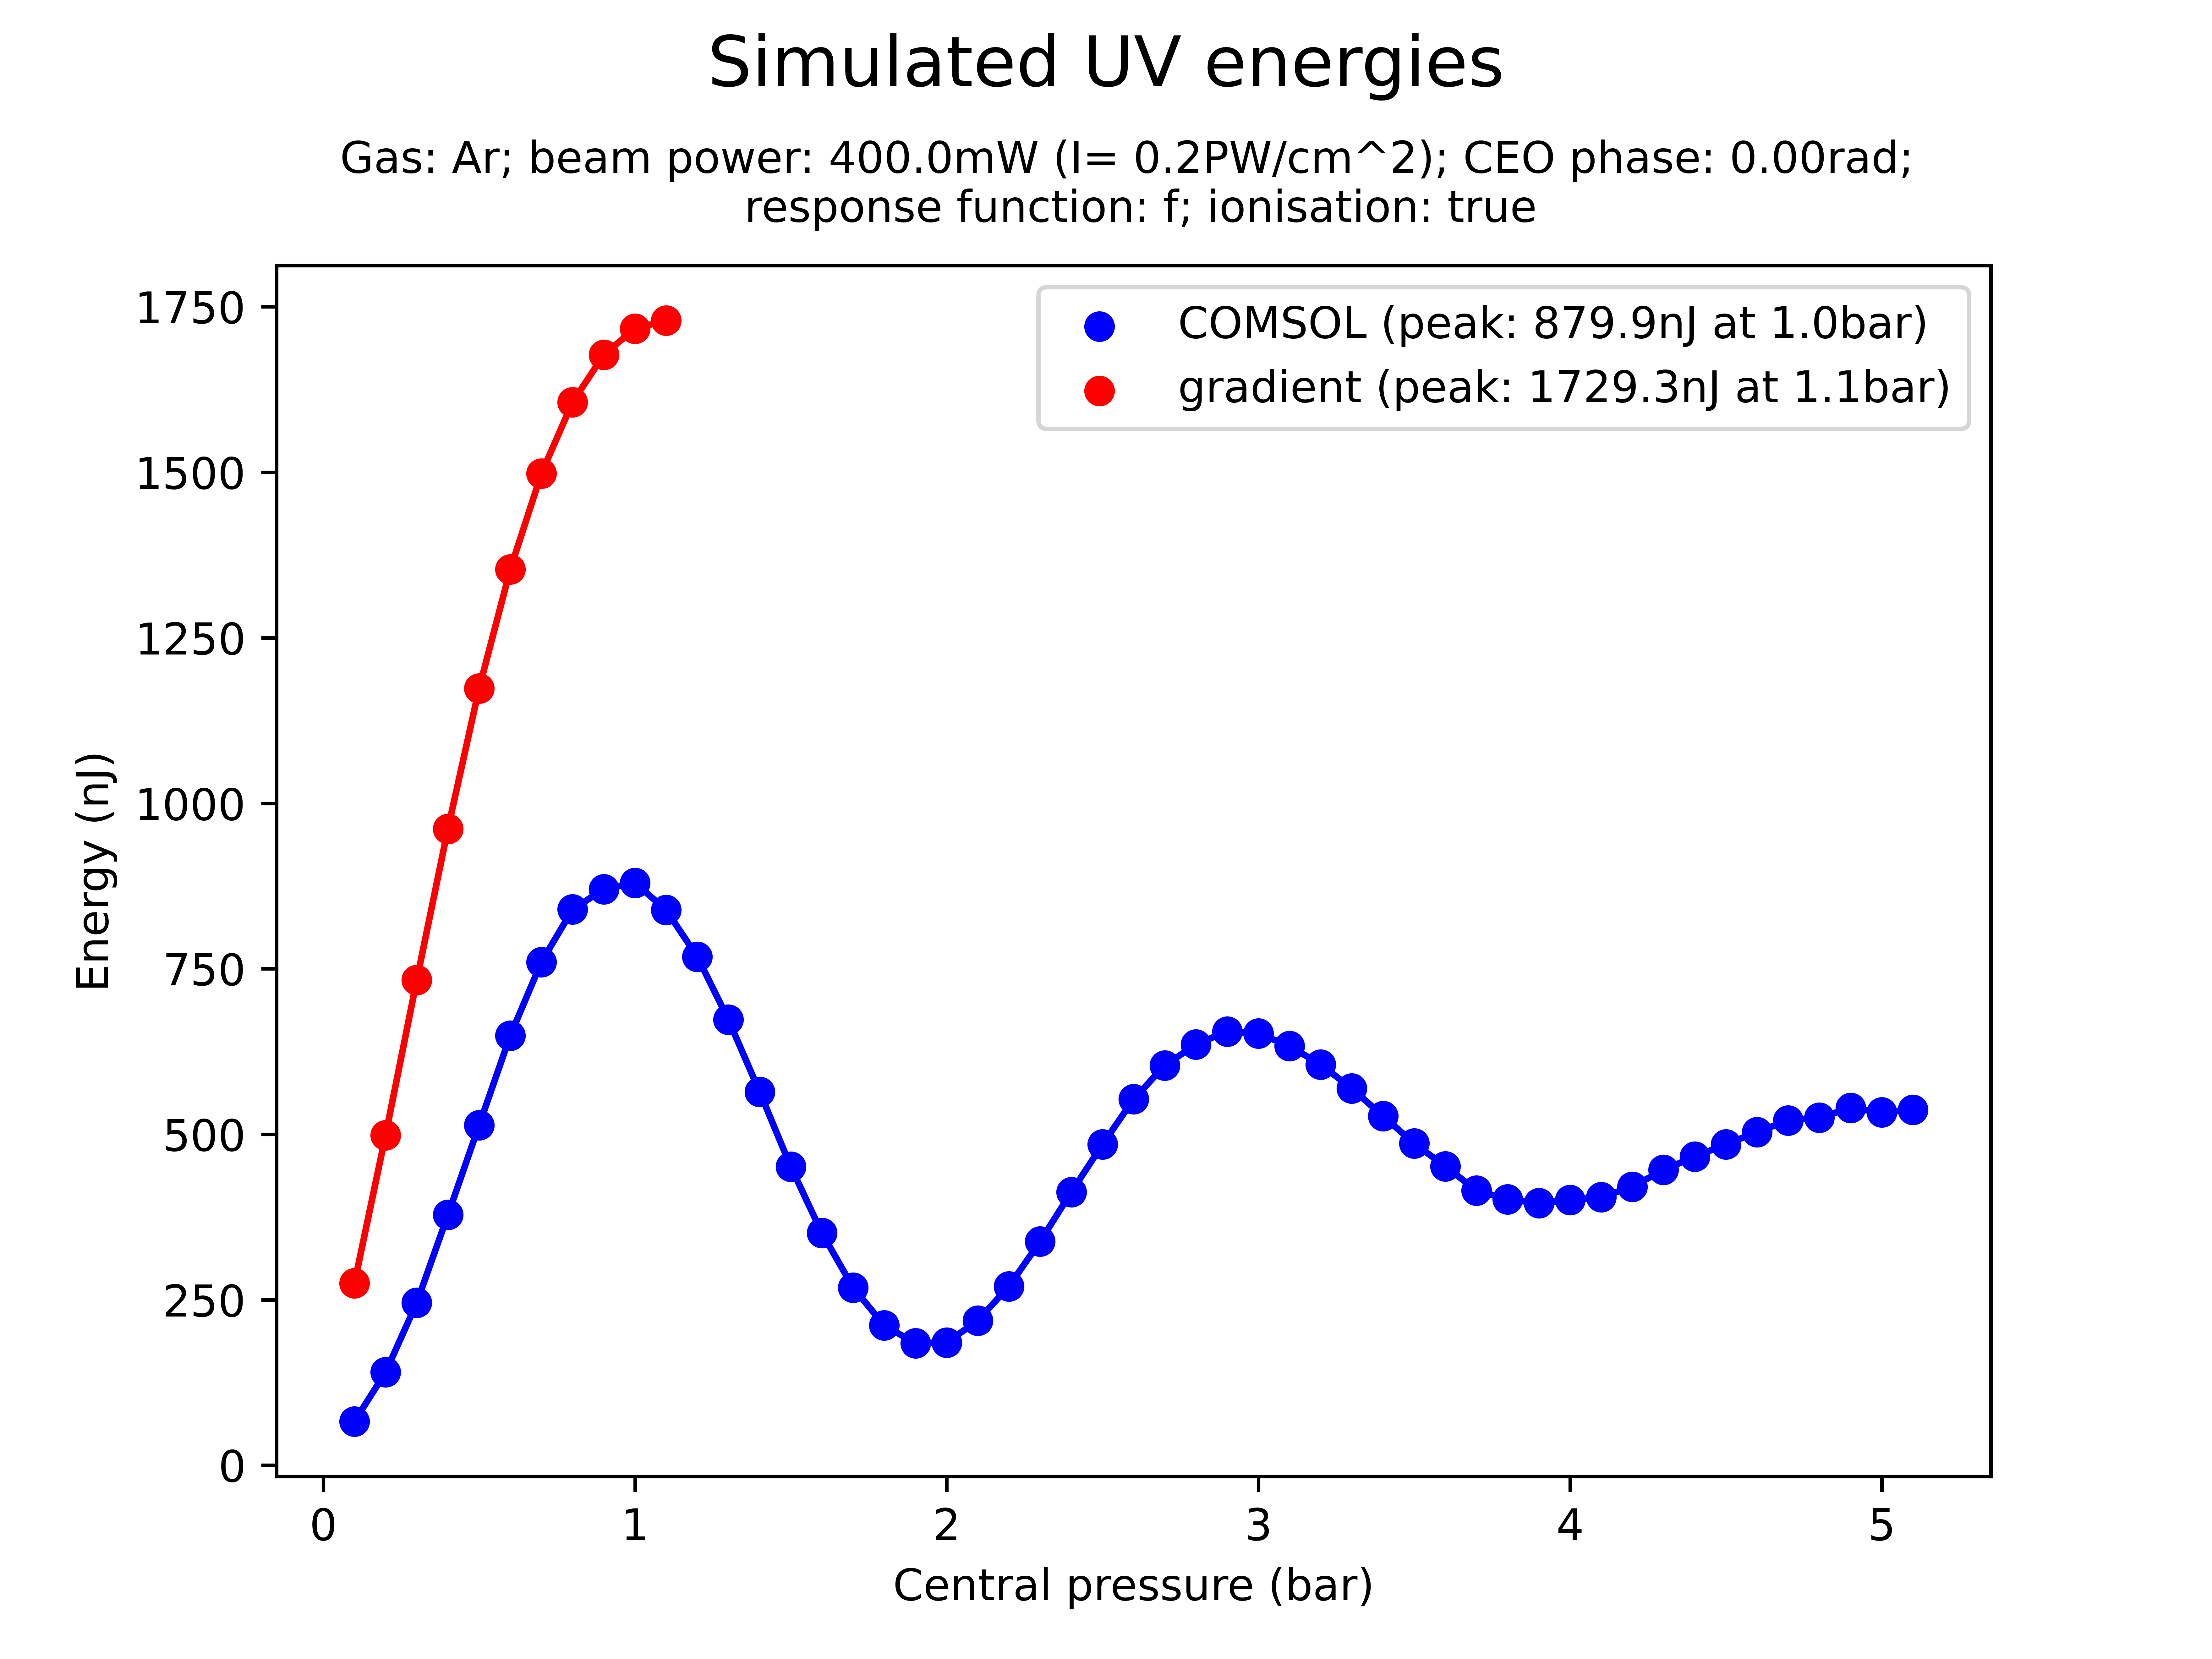 Simulated UV energies
Gas: Ar; beam power: 400.0mW (I= 0.2PW/cm^2); CEO phase: 0.00rad;
response function: f; ionisation: true
COMSOL (peak: 879.9nJ at 1.0bar)
gradient (peak: 1729.3nJ at 1.1bar)
Energy (nJ)
1750
1500
1250
1000
750
500
250
0
0 1 2 3 4 5
Central pressure (bar)